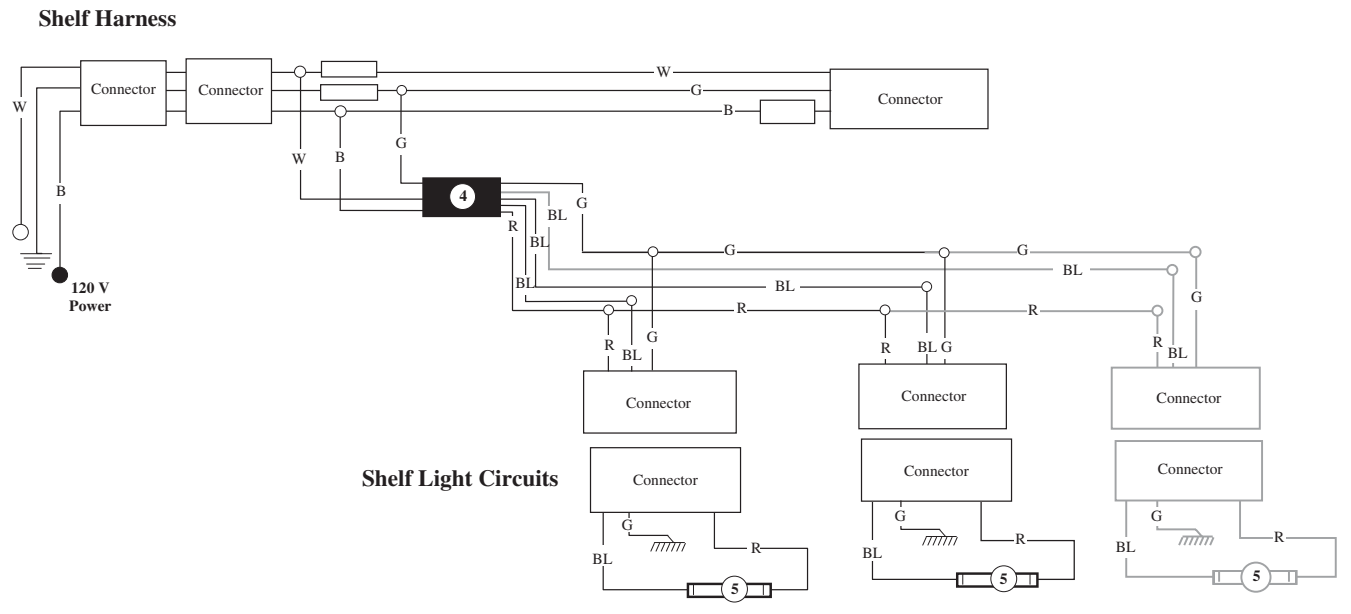 Shelf Harness
Connector
Connector
W
G
B
Connector
W
B
W
B
G
4
G
BL
R
BL
BL
G
G
BL
BL
R
R
G
120 V
Power
R
BL
G
R
BL
G
R
BL
Connector
Connector
Connector
Shelf Light Circuits
Connector
Connector
Connector
G
BL
R
5
G
BL
R
5
G
BL
R
5